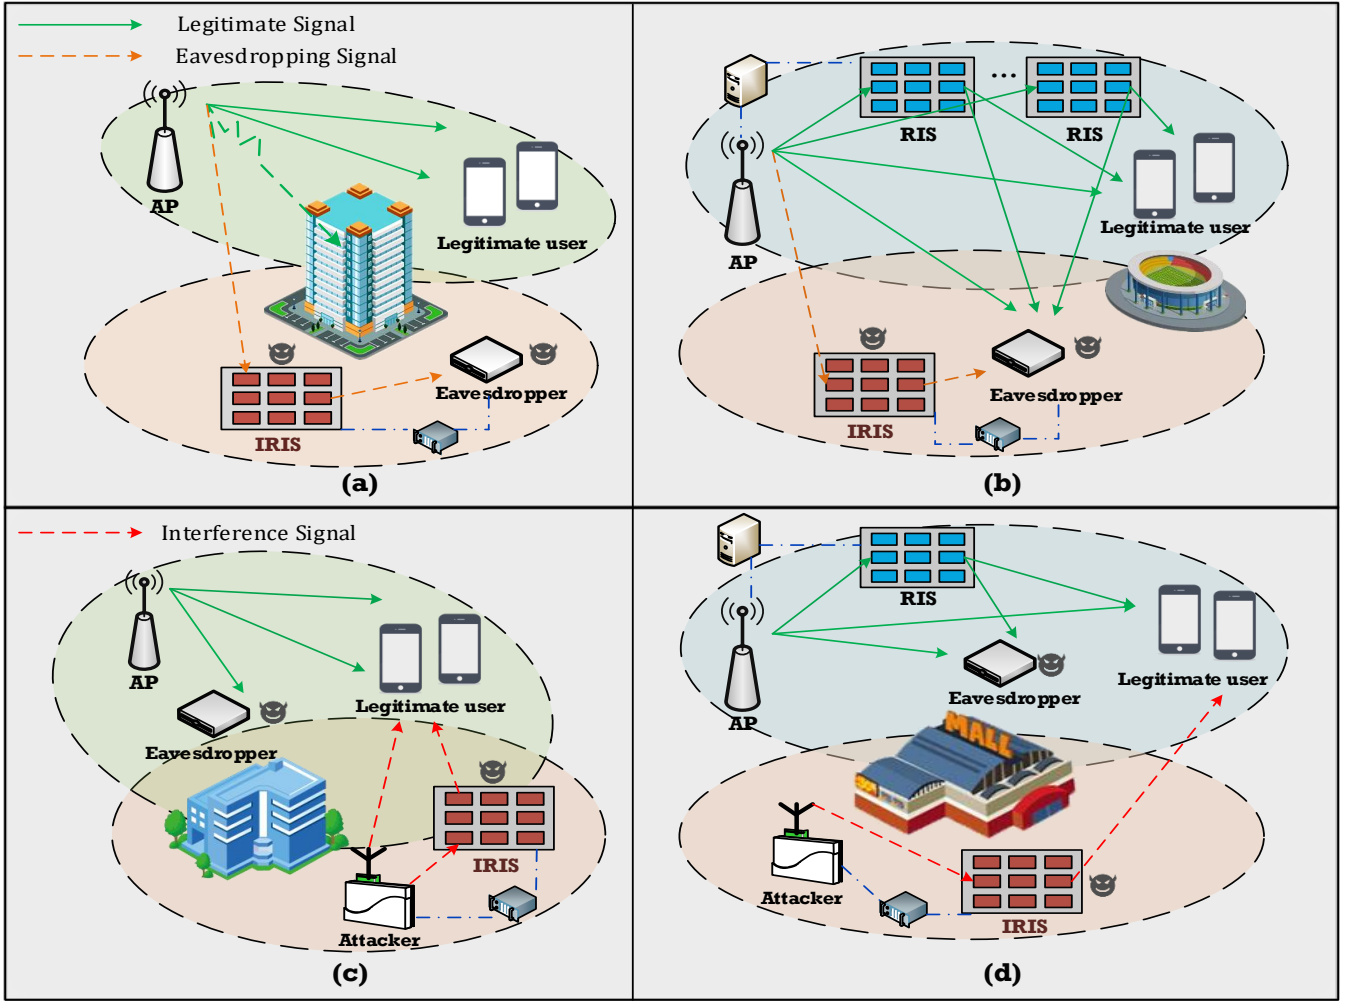 Legitimate Signal
Eavesdropping Signal
AP
Legitimate user
Eavesdropper
IRIS
(a)
RIS
...
RIS
Legitimate user
AP
Eavesdropper
IRIS
(b)
Interference Signal
AP
Legitimate user
Eavesdropper
IRIS
Attacker
(c)
RIS
Legitimate user
Eavesdropper
AP
MALL
Attacker
IRIS
(d)